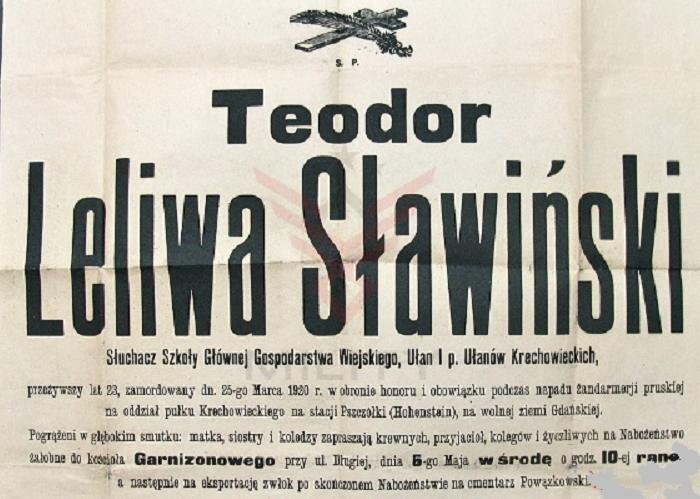 S. P.
Teodor
Leliwa Sławiński
Słuchacz Szkoły Głównej Gospodarstwa Wiejskiego, Ułan I p. Ułanów Krechowieckich,
przeżywszy lat 23, zamordowany dn. 25-go Marca 1920 r. w obronie honoru i obowiązku podczas napadu żandarmerji pruskiej
na oddział pułku Krechowieckiego na stacji Pszczółki (Hohenstein), na wolnej ziemi Gdańskiej.
Pogrążeni w głębokim smutku: matka, siostry i koledzy zapraszają krewnych, przyjaciół, kolegów i życzliwych na Nabożeństwo
żałobne do kościoła Garnizonowego przy ul. Długiej, dnia 5-go Maja w środę o godz. 10-ej rano
a następnie na eksportację zwłok po skończonem Nabożeństwie na cmentarz Powązkowski.